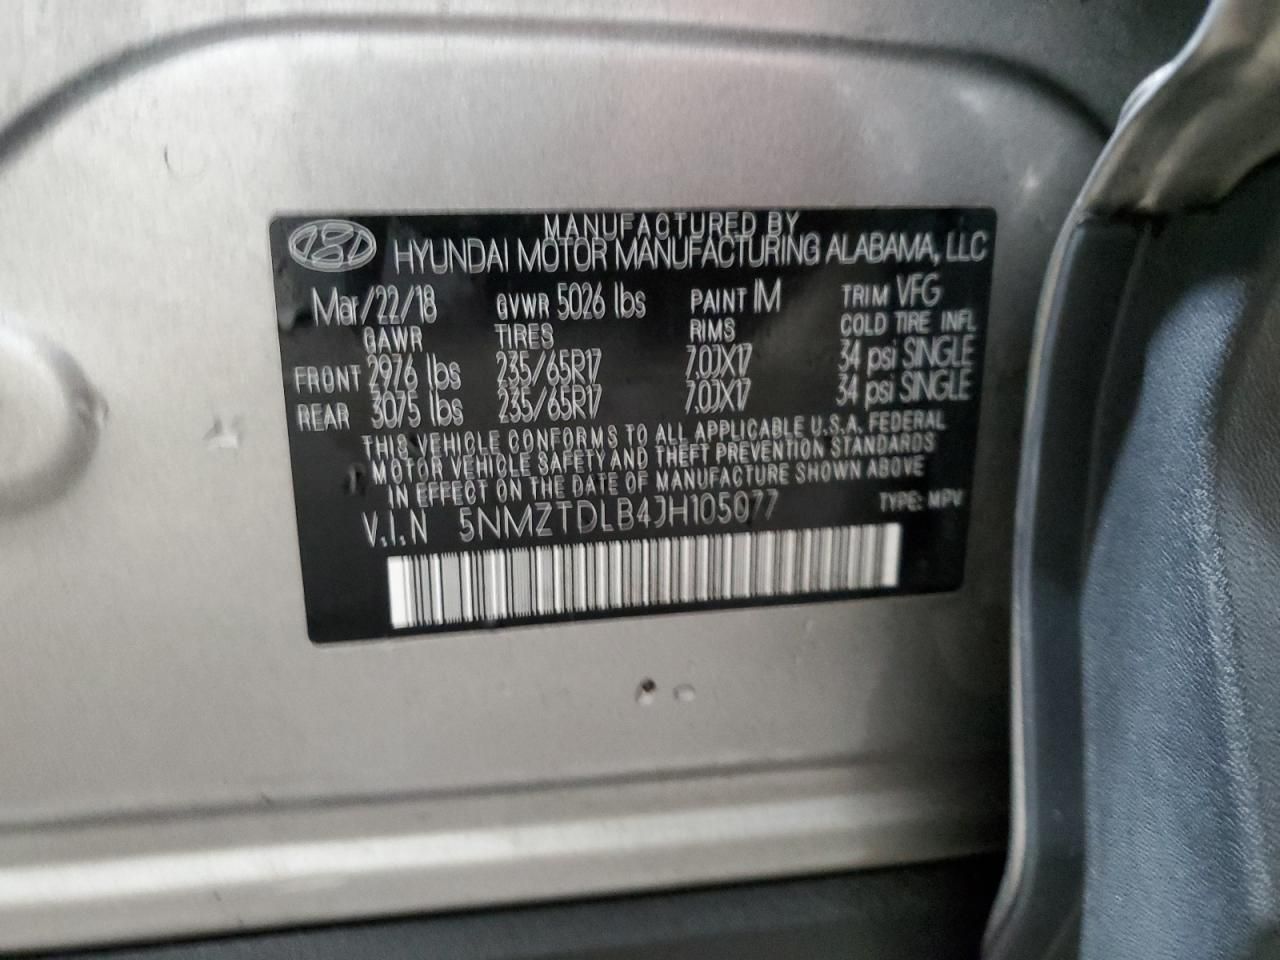 MANUFACTURED BY
HYUNDAI MOTOR MANUFACTURING ALABAMA, LLC
Mar/22/18 GVWR 5026 lbs PAINT IM TRIM VFG
GAWR TIRES RIMS COLD TIRE INFL
FRONT 2976 lbs 235/65R17 7.0JX17 34 psi SINGLE
REAR 3075 lbs 235/65R17 7.0JX17 34 psi SINGLE
THIS VEHICLE CONFORMS TO ALL APPLICABLE U.S.A. FEDERAL
MOTOR VEHICLE SAFETY AND THEFT PREVENTION STANDARDS
IN EFFECT ON THE DATE OF MANUFACTURE SHOWN ABOVE
V.I.N 5NMZTDLB4JH105077 TYPE: MPV